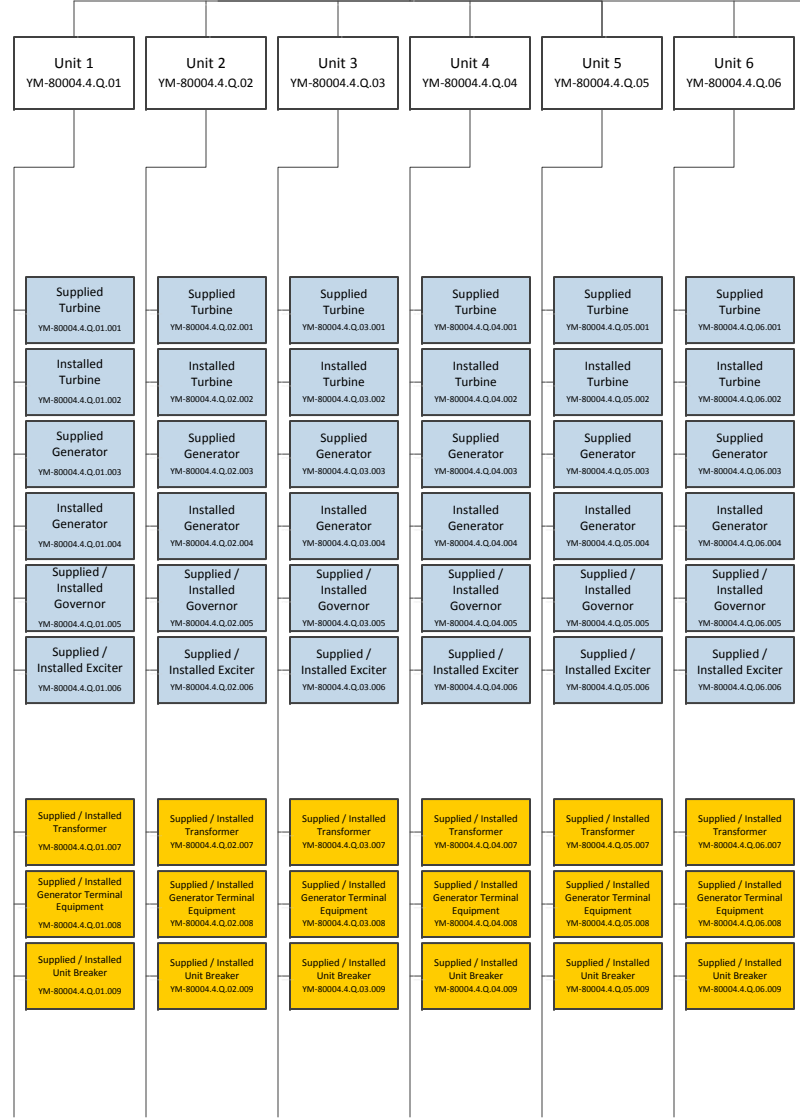 Unit 1
YM-80004.4.Q.01
Unit 2
YM-80004.4.Q.02
Unit 3
YM-80004.4.Q.03
Unit 4
YM-80004.4.Q.04
Unit 5
YM-80004.4.Q.05
Unit 6
YM-80004.4.Q.06
Supplied
Turbine
YM-80004.4.Q.01.001
Supplied
Turbine
YM-80004.4.Q.02.001
Supplied
Turbine
YM-80004.4.Q.03.001
Supplied
Turbine
YM-80004.4.Q.04.001
Supplied
Turbine
YM-80004.4.Q.05.001
Supplied
Turbine
YM-80004.4.Q.06.001
Installed
Turbine
YM-80004.4.Q.01.002
Installed
Turbine
YM-80004.4.Q.02.002
Installed
Turbine
YM-80004.4.Q.03.002
Installed
Turbine
YM-80004.4.Q.04.002
Installed
Turbine
YM-80004.4.Q.05.002
Installed
Turbine
YM-80004.4.Q.06.002
Supplied
Generator
YM-80004.4.Q.01.003
Supplied
Generator
YM-80004.4.Q.02.003
Supplied
Generator
YM-80004.4.Q.03.003
Supplied
Generator
YM-80004.4.Q.04.003
Supplied
Generator
YM-80004.4.Q.05.003
Supplied
Generator
YM-80004.4.Q.06.003
Installed
Generator
YM-80004.4.Q.01.004
Installed
Generator
YM-80004.4.Q.02.004
Installed
Generator
YM-80004.4.Q.03.004
Installed
Generator
YM-80004.4.Q.04.004
Installed
Generator
YM-80004.4.Q.05.004
Installed
Generator
YM-80004.4.Q.06.004
Supplied /
Installed
Governor
YM-80004.4.Q.01.005
Supplied /
Installed
Governor
YM-80004.4.Q.02.005
Supplied /
Installed
Governor
YM-80004.4.Q.03.005
Supplied /
Installed
Governor
YM-80004.4.Q.04.005
Supplied /
Installed
Governor
YM-80004.4.Q.05.005
Supplied /
Installed
Governor
YM-80004.4.Q.06.005
Supplied /
Installed Exciter
YM-80004.4.Q.01.006
Supplied /
Installed Exciter
YM-80004.4.Q.02.006
Supplied /
Installed Exciter
YM-80004.4.Q.03.006
Supplied /
Installed Exciter
YM-80004.4.Q.04.006
Supplied /
Installed Exciter
YM-80004.4.Q.05.006
Supplied /
Installed Exciter
YM-80004.4.Q.06.006
Supplied / Installed
Transformer
YM-80004.4.Q.01.007
Supplied / Installed
Transformer
YM-80004.4.Q.02.007
Supplied / Installed
Transformer
YM-80004.4.Q.03.007
Supplied / Installed
Transformer
YM-80004.4.Q.04.007
Supplied / Installed
Transformer
YM-80004.4.Q.05.007
Supplied / Installed
Transformer
YM-80004.4.Q.06.007
Supplied / Installed
Generator Terminal
Equipment
YM-80004.4.Q.01.008
Supplied / Installed
Generator Terminal
Equipment
YM-80004.4.Q.02.008
Supplied / Installed
Generator Terminal
Equipment
YM-80004.4.Q.03.008
Supplied / Installed
Generator Terminal
Equipment
YM-80004.4.Q.04.008
Supplied / Installed
Generator Terminal
Equipment
YM-80004.4.Q.05.008
Supplied / Installed
Generator Terminal
Equipment
YM-80004.4.Q.06.008
Supplied / Installed
Unit Breaker
YM-80004.4.Q.01.009
Supplied / Installed
Unit Breaker
YM-80004.4.Q.02.009
Supplied / Installed
Unit Breaker
YM-80004.4.Q.03.009
Supplied / Installed
Unit Breaker
YM-80004.4.Q.04.009
Supplied / Installed
Unit Breaker
YM-80004.4.Q.05.009
Supplied / Installed
Unit Breaker
YM-80004.4.Q.06.009